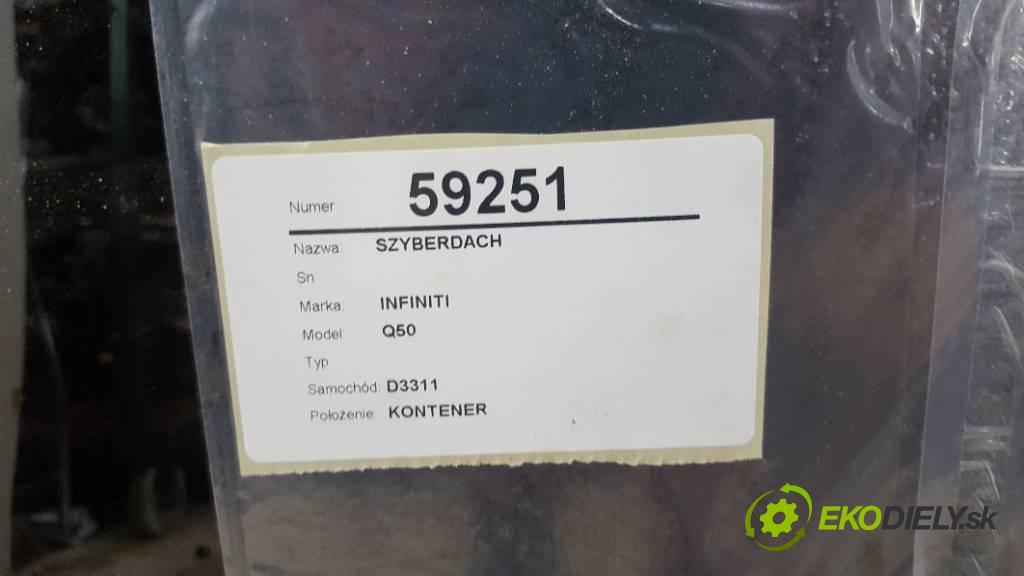 Numer: 59251
Nazwa: SZYBERDACH
Sn
Marka: INFINITI
Model Q50
Typ
Samochód: D3311
Położenie KONTENER
EKODIELY.sk